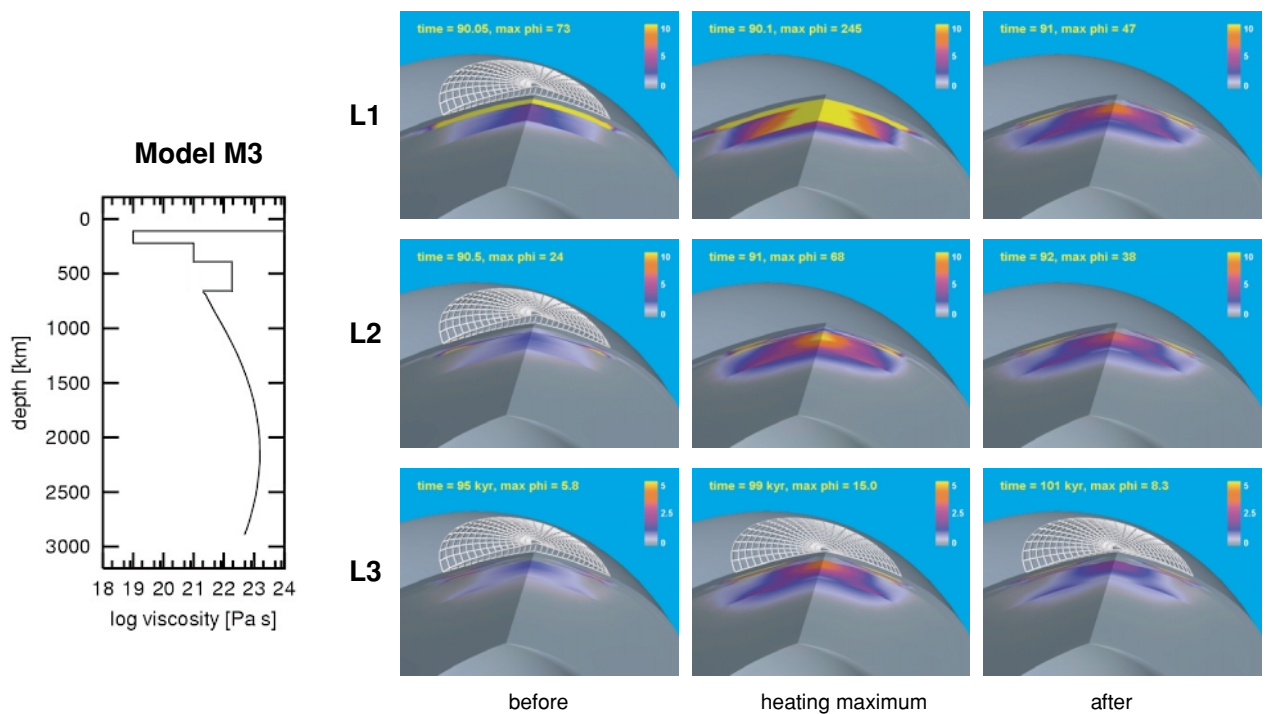 Model M3
0
500
1000
1500
2000
2500
3000
depth [km]
18 19 20 21 22 23 24
log viscosity [Pa s]
L1
time = 90.05, max phi = 73
10
5
0
time = 90.1, max phi = 245
10
5
0
time = 91, max phi = 47
10
5
0
L2
time = 90.5, max phi = 24
10
5
0
time = 91, max phi = 68
10
5
0
time = 92, max phi = 38
10
5
0
L3
time = 95 kyr, max phi = 5.8
5
2.5
0
time = 99 kyr, max phi = 15.0
5
2.5
0
time = 101 kyr, max phi = 8.3
5
2.5
0
before
heating maximum
after